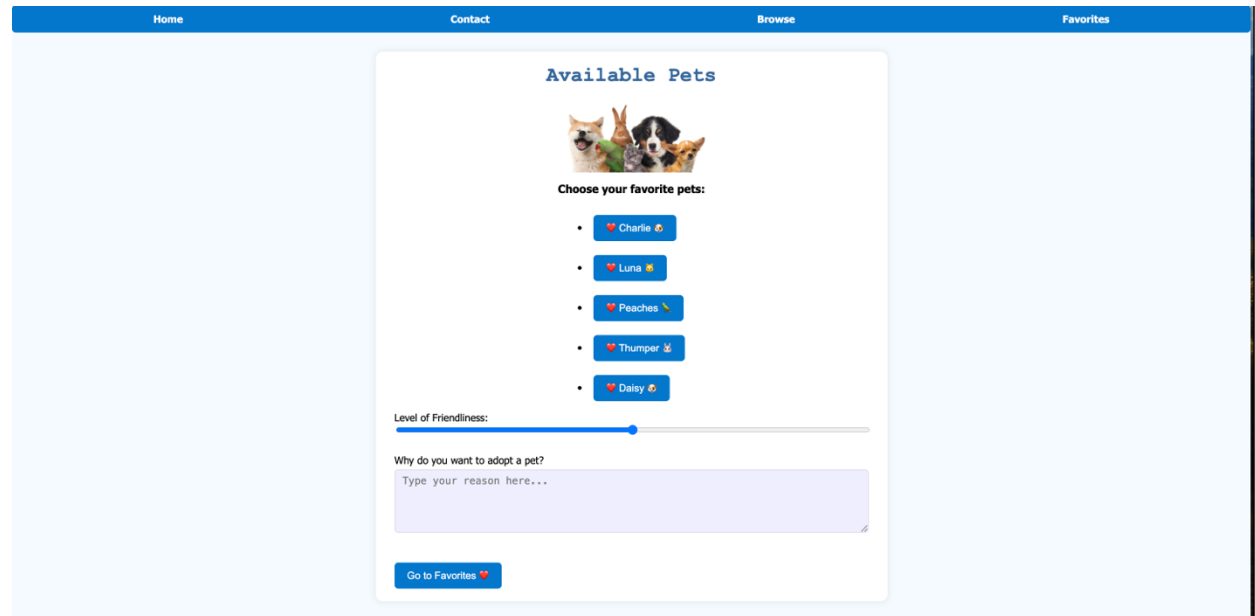 Home Contact Browse Favorites
Available Pets
Choose your favorite pets:
• ❤️ Charlie 🐶
• ❤️ Luna 🐱
• ❤️ Peaches 🦜
• ❤️ Thumper 🐰
• ❤️ Daisy 🐶
Level of Friendliness:
Why do you want to adopt a pet?
Type your reason here...
Go to Favorites ❤️